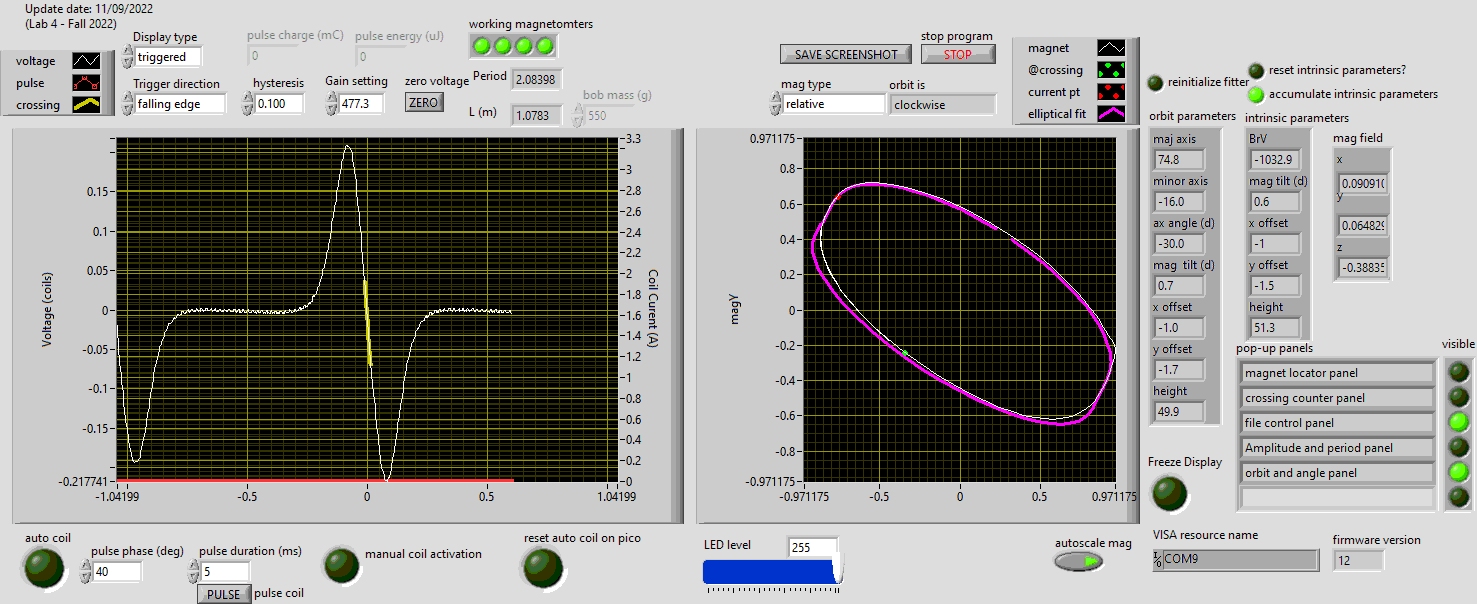 Update date: 11/09/2022
(Lab 4 - Fall 2022)
voltage
pulse
crossing
Display type
triggered
Trigger direction
falling edge
pulse charge (mC)
0
pulse energy (uJ)
0
hysteresis
0.100
Gain setting
477.3
zero voltage
ZERO
working magnetomters
Period
2.08398
L (m)
1.0783
bob mass (g)
550
SAVE SCREENSHOT
stop program
STOP
mag type
relative
orbit is
clockwise
magnet
@crossing
current pt
elliptical fit
reinitialize fitter
reset intrinsic parameters?
accumulate intrinsic parameters
Voltage (coils)
0.15
0.1
0.05
0
-0.05
-0.1
-0.15
-0.217741
-1.04199
-0.5
0
0.5
1.04199
3.3
3
2.8
2.6
2.4
2.2
2
1.8
1.6
1.4
1.2
1
0.8
0.6
0.4
0.2
0
Coil Curent (A)
magY
0.971175
0.8
0.6
0.4
0.2
0
-0.2
-0.4
-0.6
-0.8
-0.971175
-0.971175
-0.5
0
0.5
0.971175
orbit parameters
maj axis
74.8
minor axis
-16.0
ax angle (d)
-30.0
mag tilt (d)
0.7
x offset
-1.0
y offset
-1.7
height
49.9
intrinsic parameters
BrV
-1032.9
mag tilt (d)
0.6
x offset
-1
y offset
-1.5
height
51.3
mag field
x
0.09091
y
0.06482
z
-0.3883
pop-up panels
visible
magnet locator panel
crossing counter panel
file control panel
Amplitude and period panel
orbit and angle panel
Freeze Display
auto coil
pulse phase (deg)
40
pulse duration (ms)
5
PULSE
pulse coil
manual coil activation
reset auto coil on pico
LED level
255
autoscale mag
VISA resource name
COM9
firmware version
12